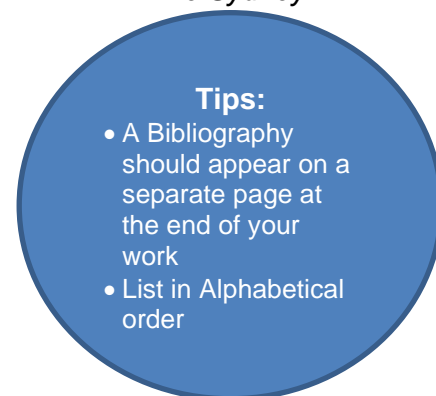 Tips:
• A Bibliography
should appear on a
separate page at
the end of your
work
• List in Alphabetical
order